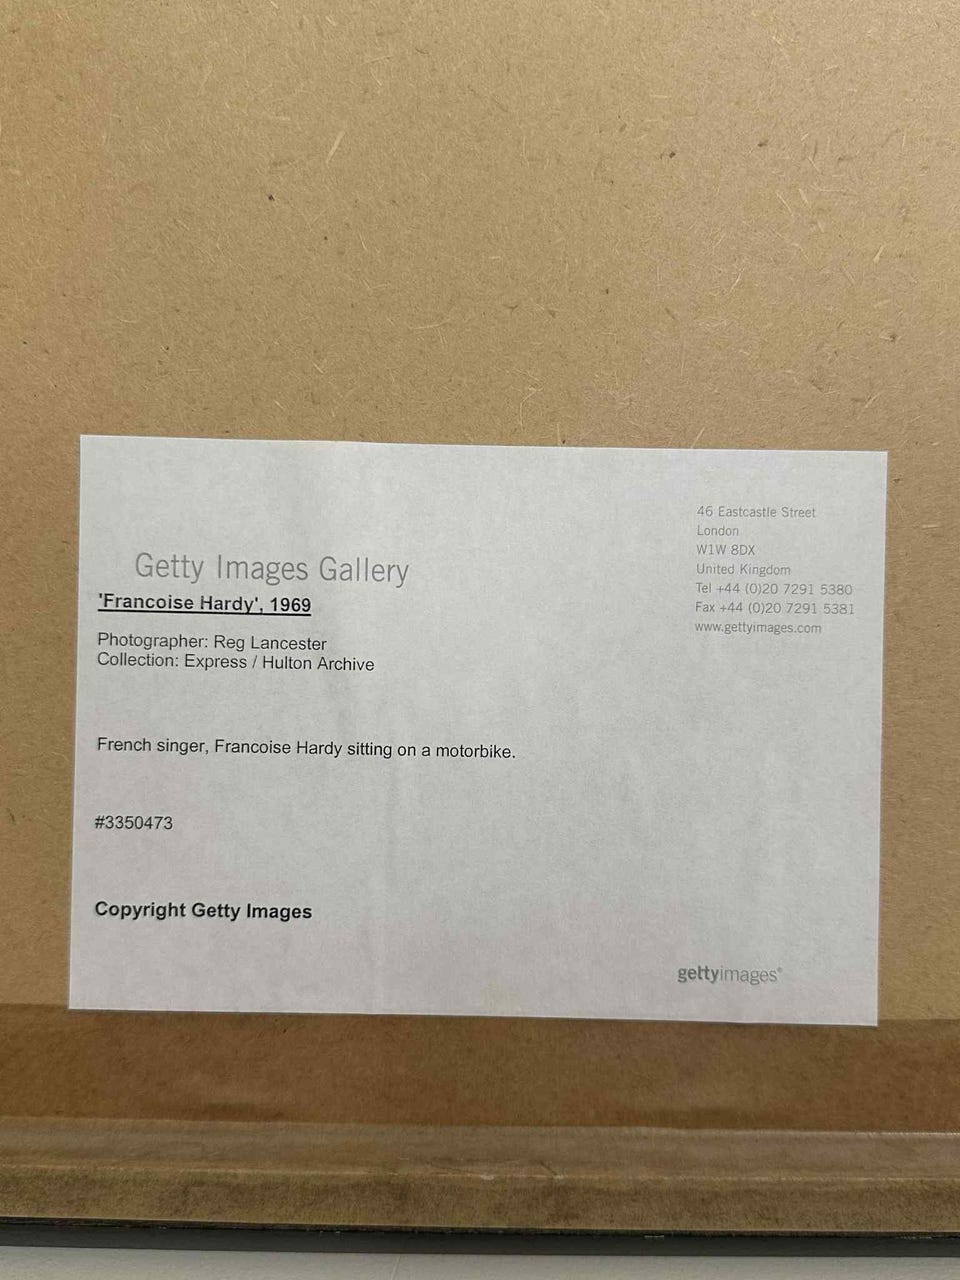 Getty Images Gallery
'Francoise Hardy', 1969
Photographer: Reg Lancester
Collection: Express / Hulton Archive
French singer, Francoise Hardy sitting on a motorbike.
#3350473
Copyright Getty Images
46 Eastcastle Street
London
W1W 8DX
United Kingdom
Tel +44 (0)20 7291 5380
Fax +44 (0)20 7291 5381
www.gettyimages.com
gettyimages®